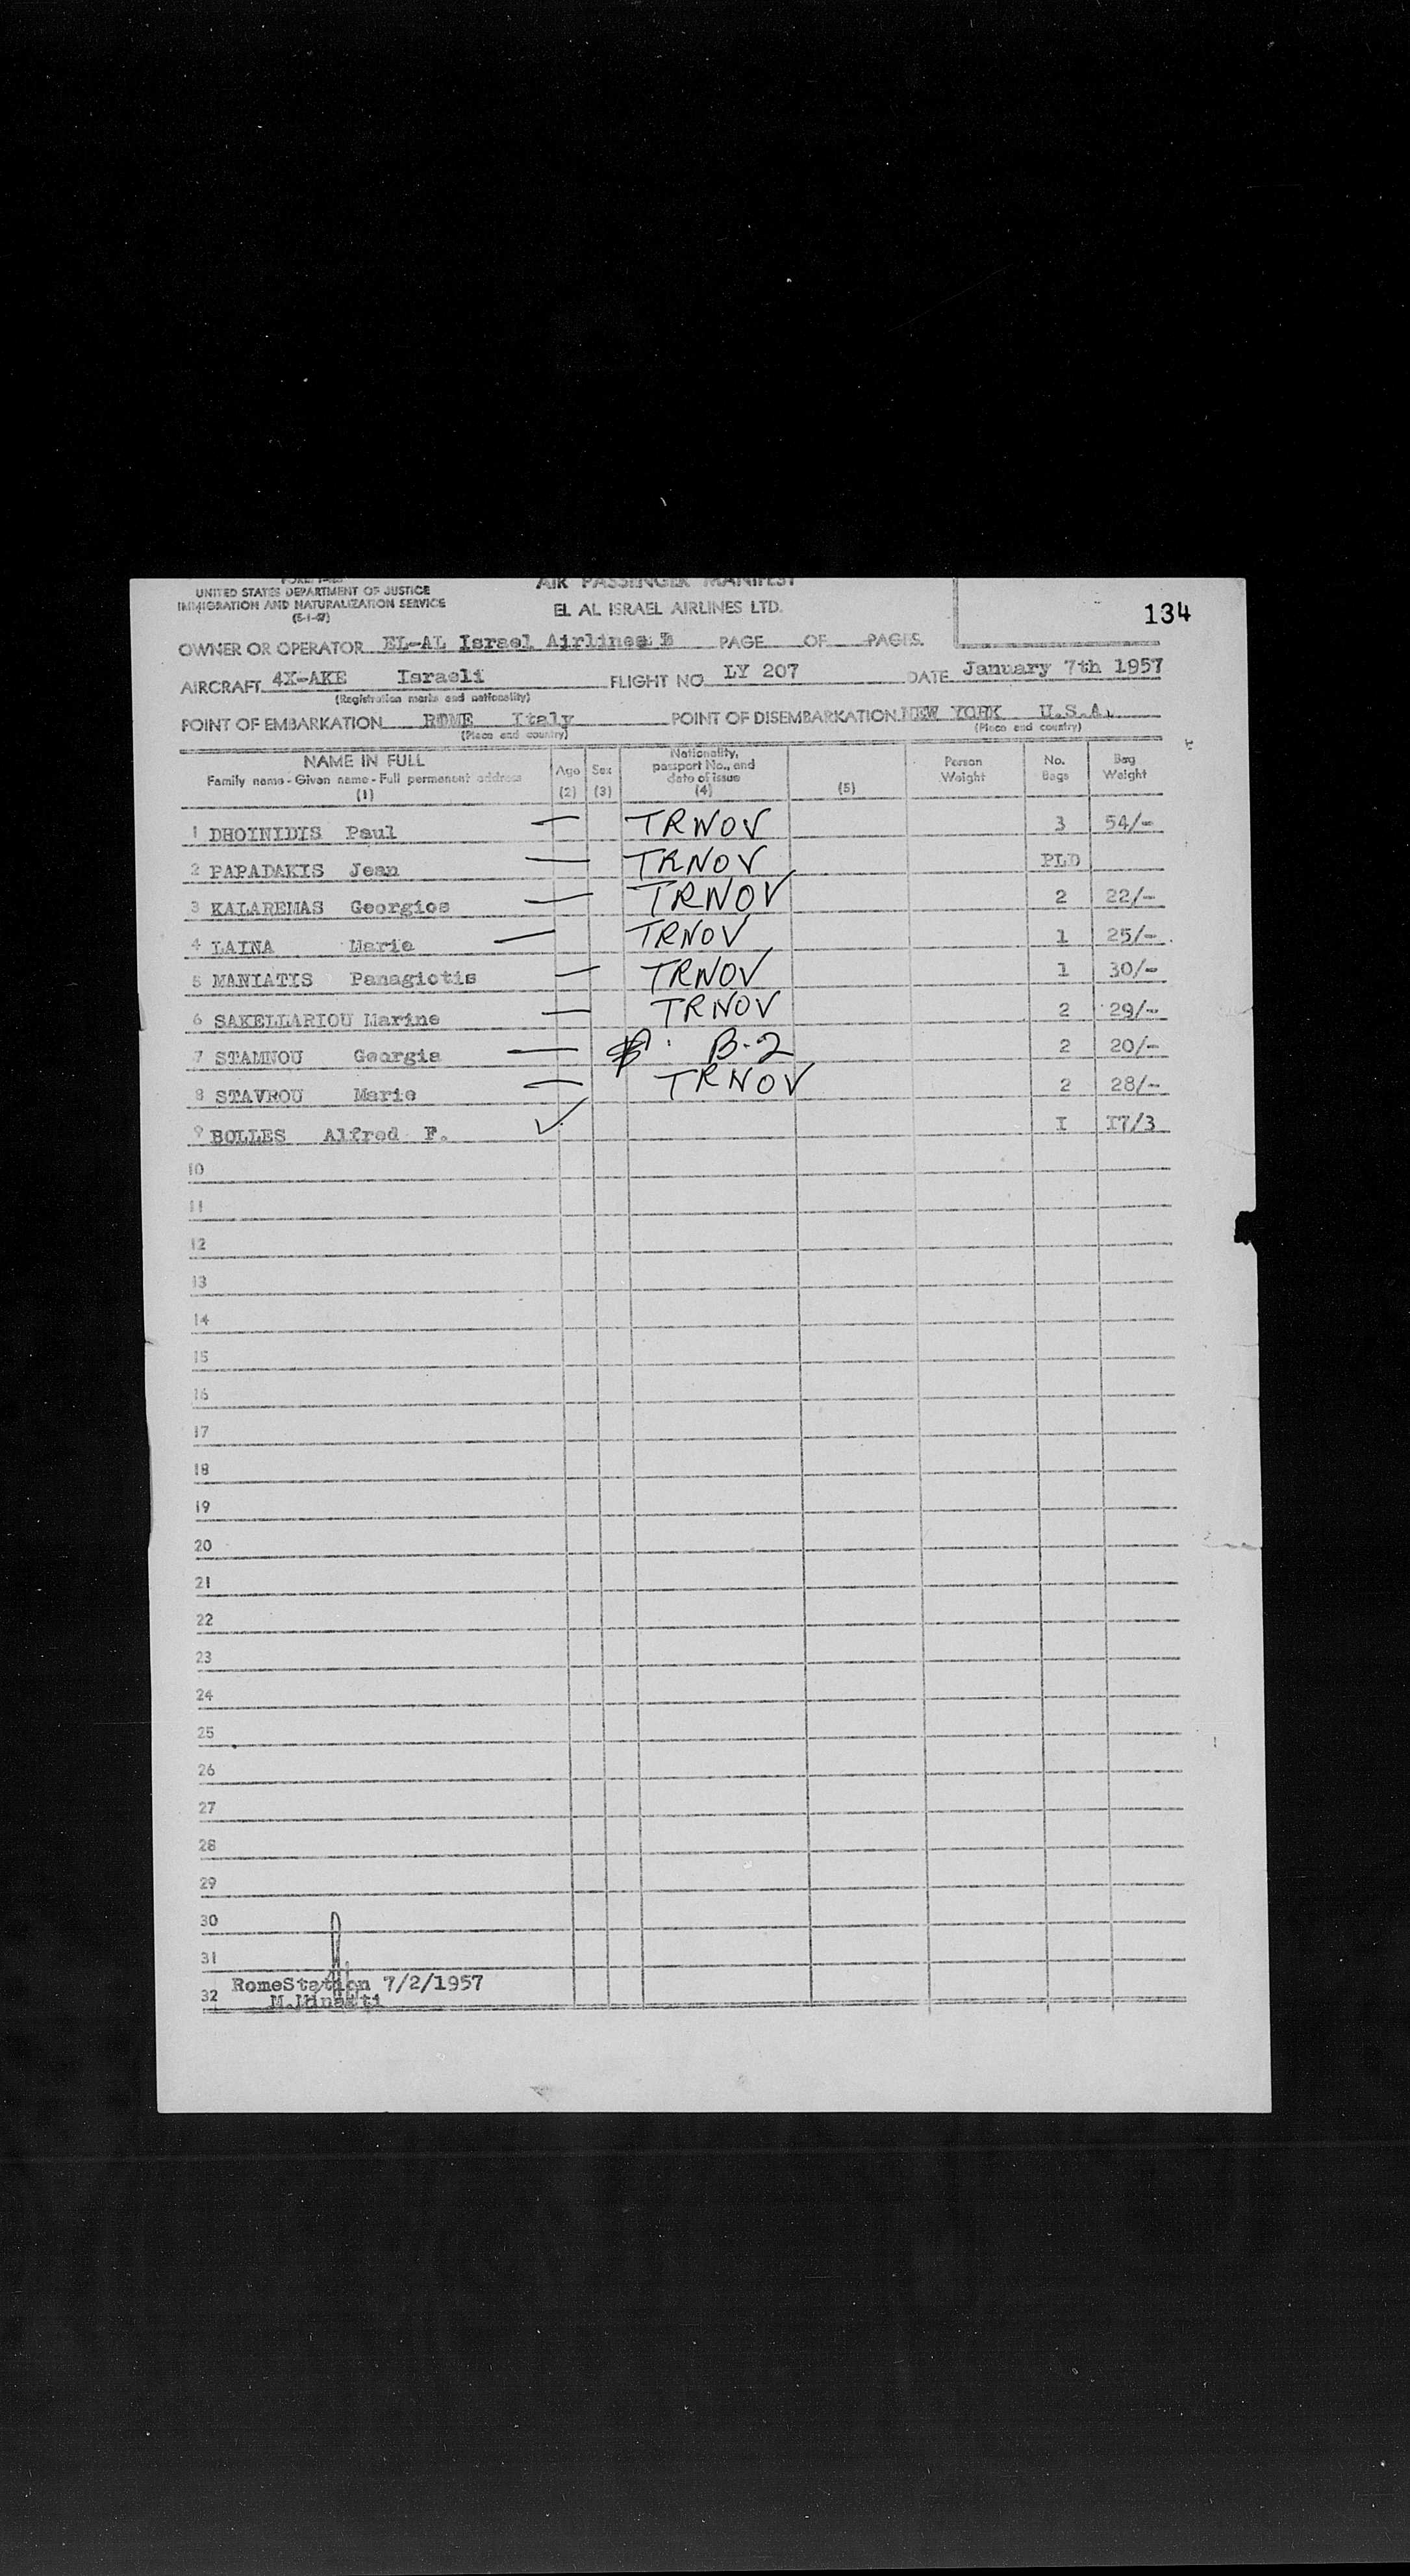 FORM I-466
UNITED STATES DEPARTMENT OF JUSTICE
IMMIGRATION AND NATURALIZATION SERVICE
(5-1-47)
AIR PASSENGER MANIFEST
EL AL ISRAEL AIRLINES LTD.
134
OWNER OR OPERATOR EL-AL Israel Airlines L PAGE OF PAGES.
AIRCRAFT 4X-AKE Israeli FLIGHT NO LY 207 DATE January 7th 1957
(Registration marks and nationality)
POINT OF EMBARKATION ROME Italy POINT OF DISEMBARKATION NEW YORK U.S.A.
(Place and country) (Place and country)
NAME IN FULL Family name - Given name - Full permanent address (1) Age (2) Sex (3) Nationality, passport No., and date of issue (4) (5) Person Weight No. Bags Bag Weight
1 DHOINIDIS Paul — TRNOV 3 54/-
2 PAPADAKIS Jean — TRNOV PLD
3 KALAREMAS Georgios — TRNOV 2 22/-
4 LAINA Marie — TRNOV 1 25/-
5 MANIATIS Panagiotis — TRNOV 1 30/-
6 SAKELLARIOU Marine — TRNOV 2 29/-
7 STAMNOU Georgia — B-2 2 20/-
8 STAVROU Marie — TRNOV 2 28/-
9 BOLLES Alfred F. ✓ I I7/3
10
11
12
13
14
15
16
17
18
19
20
21
22
23
24
25
26
27
28
29
30
31
RomeStation 7/2/1957
32 M.Minasti